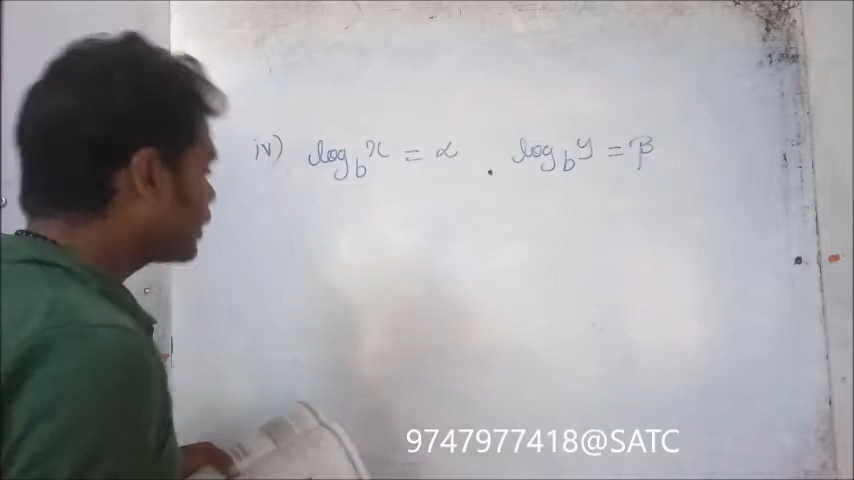 iv) log_b x = α . log_b y = β
9747977418@SATC